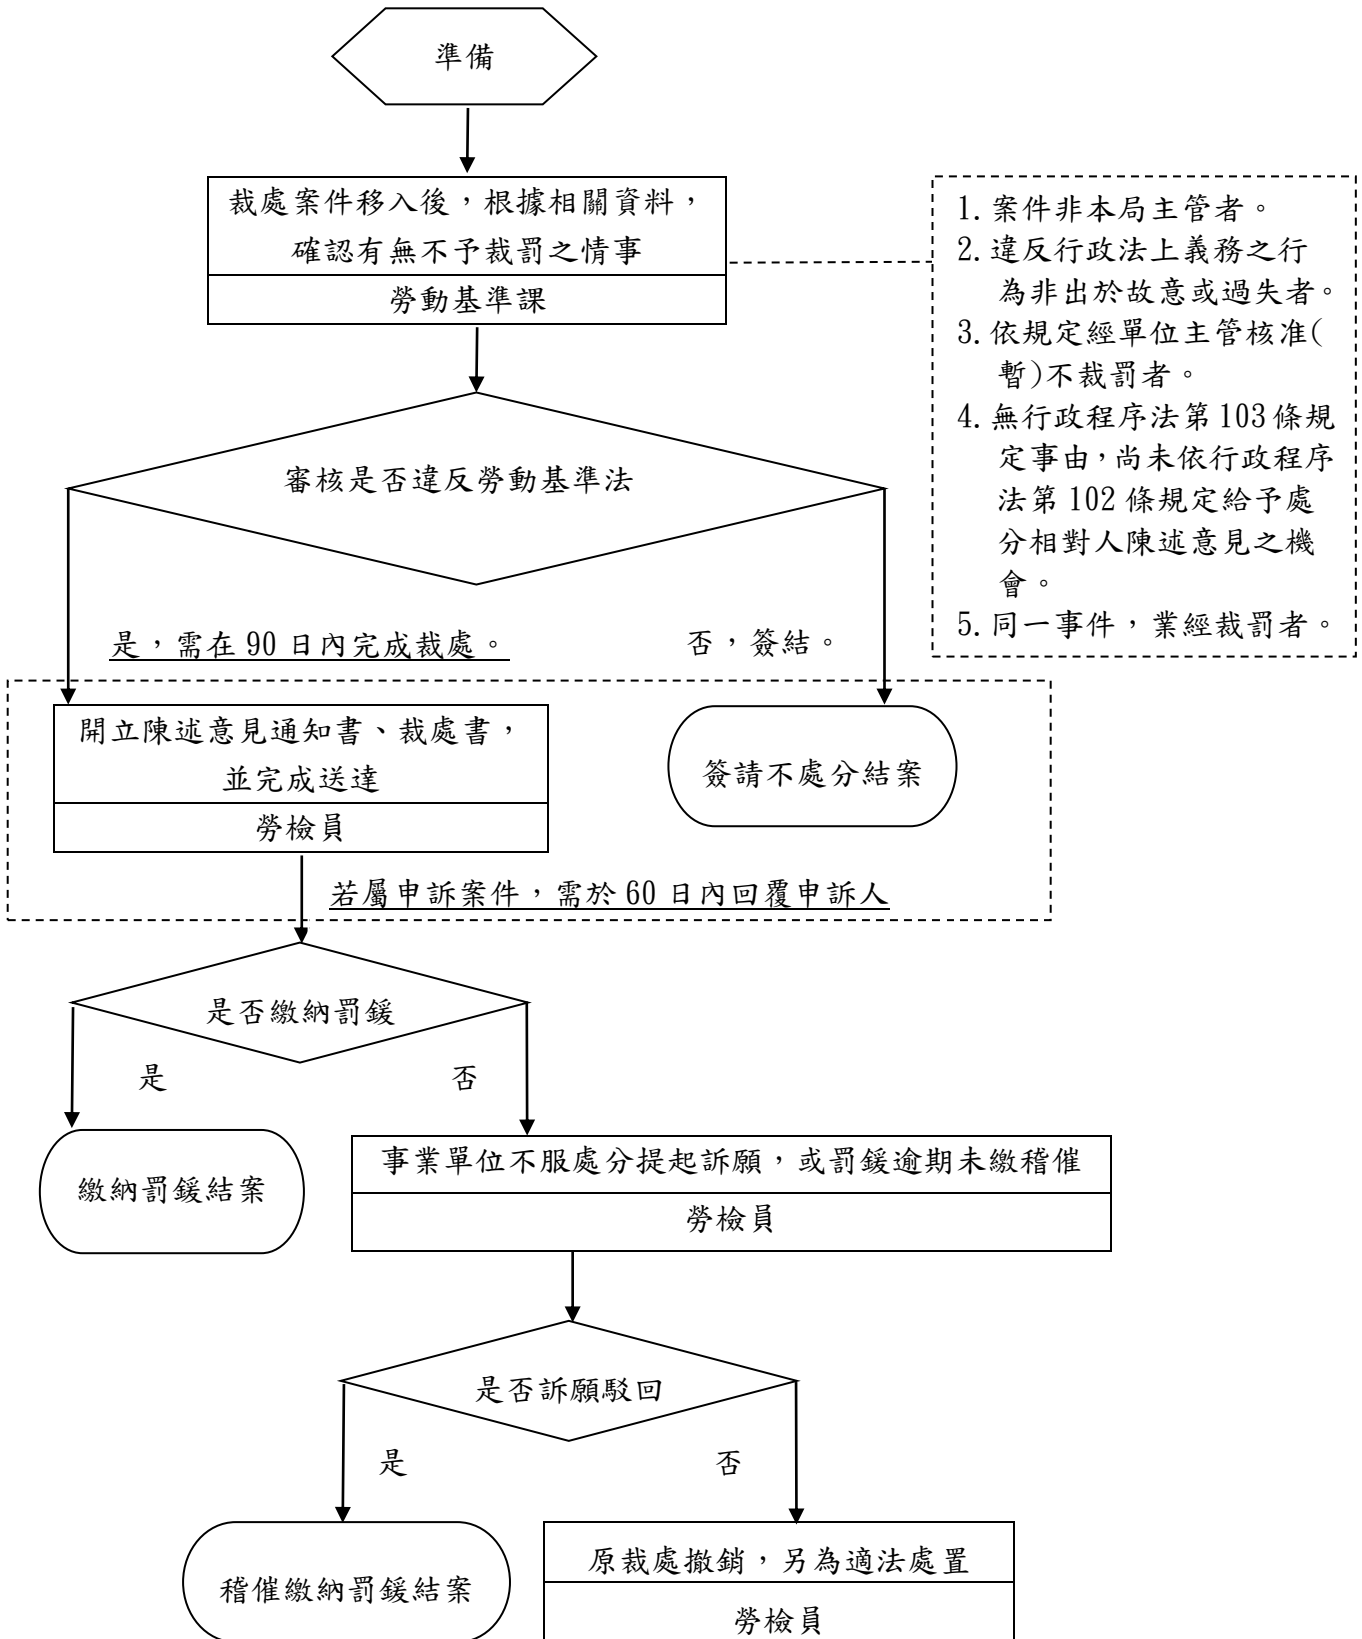 準備
裁處案件移入後，根據相關資料，
確認有無不予裁罰之情事
勞動基準課
1.案件非本局主管者。
2.違反行政法上義務之行
為非出於故意或過失者。
3.依規定經單位主管核准(
暫)不裁罰者。
4.無行政程序法第103條規
定事由，尚未依行政程序
法第102條規定給予處
分相對人陳述意見之機
會。
5.同一事件，業經裁罰者。
審核是否違反勞動基準法
是，需在90日內完成裁處。
否，簽結。
開立陳述意見通知書、裁處書，
並完成送達
勞檢員
簽請不處分結案
若屬申訴案件，需於60日內回覆申訴人
是否繳納罰鍰
是
否
繳納罰鍰結案
事業單位不服處分提起訴願，或罰鍰逾期未繳稽催
勞檢員
是否訴願駁回
是
否
稽催繳納罰鍰結案
原裁處撤銷，另為適法處置
勞檢員